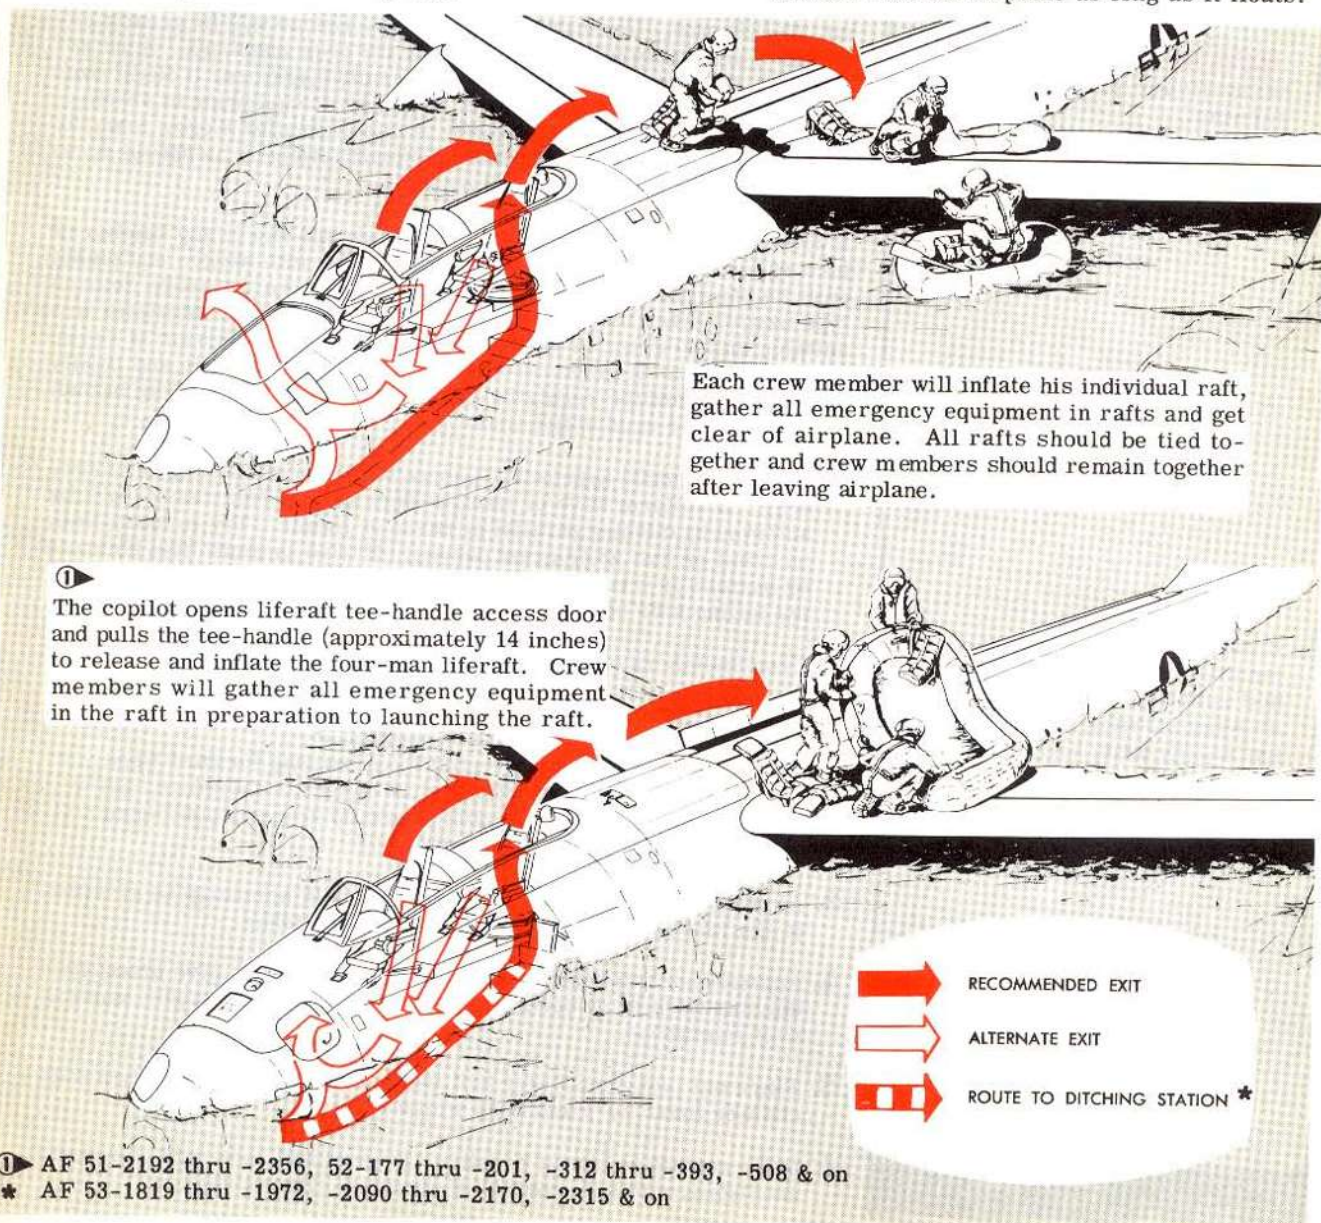 Each crew member will inflate his individual raft,
gather all emergency equipment in rafts and get
clear of airplane. All rafts should be tied to-
gether and crew members should remain together
after leaving airplane.
①
The copilot opens liferaft tee-handle access door
and pulls the tee-handle (approximately 14 inches)
to release and inflate the four-man liferaft. Crew
members will gather all emergency equipment
in the raft in preparation to launching the raft.
RECOMMENDED EXIT
ALTERNATE EXIT
ROUTE TO DITCHING STATION *
① AF 51-2192 thru -2356, 52-177 thru -201, -312 thru -393, -508 & on
* AF 53-1819 thru -1972, -2090 thru -2170, -2315 & on